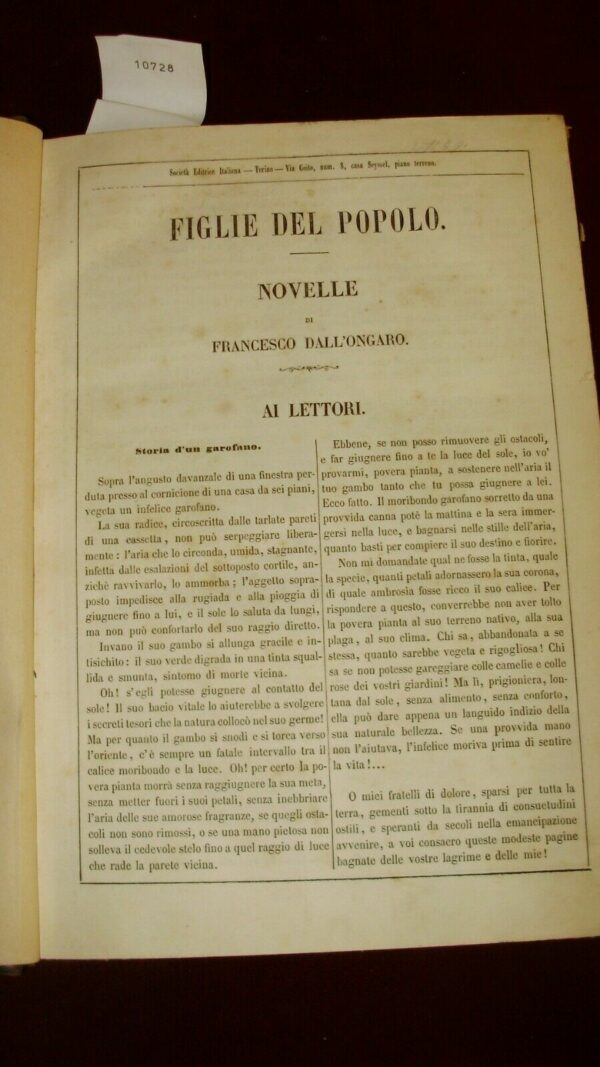 10728
Società Editrice Italiana — Torino — Via Goito, num. 8, casa Seyssel, piano terreno.
FIGLIE DEL POPOLO.
NOVELLE
DI
FRANCESCO DALL'ONGARO.
AI LETTORI.
Storia d'un garofano.
Sopra l'angusto davanzale di una finestra per-
duta presso al cornicione di una casa da sei piani,
vegeta un infelice garofano.
La sua radice, circoscritta dalle tarlate pareti
di una cassetta, non può serpeggiare libera-
mente: l'aria che lo circonda, umida, stagnante,
infetta dalle esalazioni del sottoposto cortile, an-
zichè ravvivarlo, lo ammorba; l'aggetto sopra-
posto impedisce alla rugiada e alla pioggia di
giugnere fino a lui, e il sole lo saluta da lungi,
ma non può confortarlo del suo raggio diretto.
Invano il suo gambo si allunga gracile e in-
tisichito: il suo verde digrada in una tinta squal-
lida e smunta, sintomo di morte vicina.
Oh! s'egli potesse giugnere al contatto del
sole! Il suo bacio vitale lo aiuterebbe a svolgere
i secreti tesori che la natura collocò nel suo germe!
Ma per quanto il gambo si snodi e si torca verso
l'oriente, c'è sempre un fatale intervallo tra il
calice moribondo e la luce. Oh! per certo la po-
vera pianta morrà senza raggiugnere la sua meta,
senza metter fuori i suoi petali, senza inebbriare
l'aria delle sue amorose fragranze, se quegli osta-
coli non sono rimossi, o se una mano pietosa non
solleva il cedevole stelo fino a quel raggio di luce
che rade la parete vicina.
Ebbene, se non posso rimuovere gli ostacoli,
e far giugnere fino a te la luce del sole, io vo'
provarmi, povera pianta, a sostenere nell'aria il
tuo gambo tanto che tu possa giugnere a lei.
Ecco fatto. Il moribondo garofano sorretto da una
provvida canna potè la mattina e la sera immer-
gersi nella luce, e bagnarsi nelle stille dell'aria,
quanto basti per compiere il suo destino e fiorire.
Non mi domandate qual ne fosse la tinta, quale
la specie, quanti petali adornassero la sua corona,
di quale ambrosia fosse ricco il suo calice. Per
rispondere a questo, converrebbe non aver tolto
la povera pianta al suo terreno nativo, alla sua
plaga, al suo clima. Chi sa, abbandonata a se
stessa, quanto sarebbe vegeta e rigogliosa! Chi
sa se non potesse gareggiare colle camelie e colle
rose dei vostri giardini! Ma lì, prigioniera, lon-
tana dal sole, senza alimento, senza conforto,
ella può dare appena un languido indizio della
sua naturale bellezza. Se una provvida mano
non l'aiutava, l'infelice moriva prima di sentire
la vita!...
O miei fratelli di dolore, sparsi per tutta la
terra, gementi sotto la tirannia di consuetudini
ostili, e speranti da secoli nella emancipazione
avvenire, a voi consacro queste modeste pagine
bagnate delle vostre lagrime e delle mie!